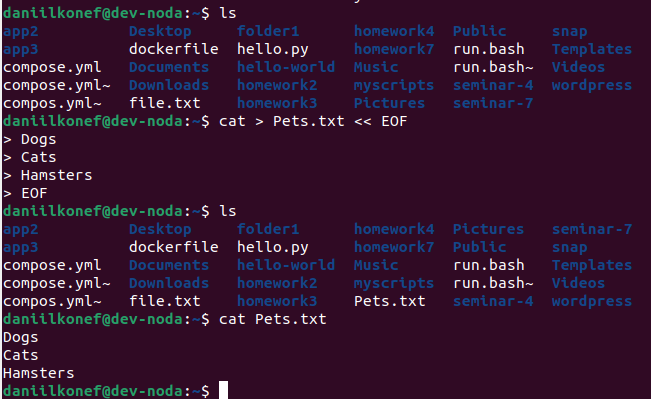 daniilkonef@dev-noda:~$ ls
app2 Desktop folder1 homework4 Public snap
app3 dockerfile hello.py homework7 run.bash Templates
compose.yml Documents hello-world Music run.bash~ Videos
compose.yml~ Downloads homework2 myscripts seminar-4 wordpress
compos.yml~ file.txt homework3 Pictures seminar-7
daniilkonef@dev-noda:~$ cat > Pets.txt << EOF
> Dogs
> Cats
> Hamsters
> EOF
daniilkonef@dev-noda:~$ ls
app2 Desktop folder1 homework4 Pictures seminar-7
app3 dockerfile hello.py homework7 Public snap
compose.yml Documents hello-world Music run.bash Templates
compose.yml~ Downloads homework2 myscripts run.bash~ Videos
compos.yml~ file.txt homework3 Pets.txt seminar-4 wordpress
daniilkonef@dev-noda:~$ cat Pets.txt
Dogs
Cats
Hamsters
daniilkonef@dev-noda:~$